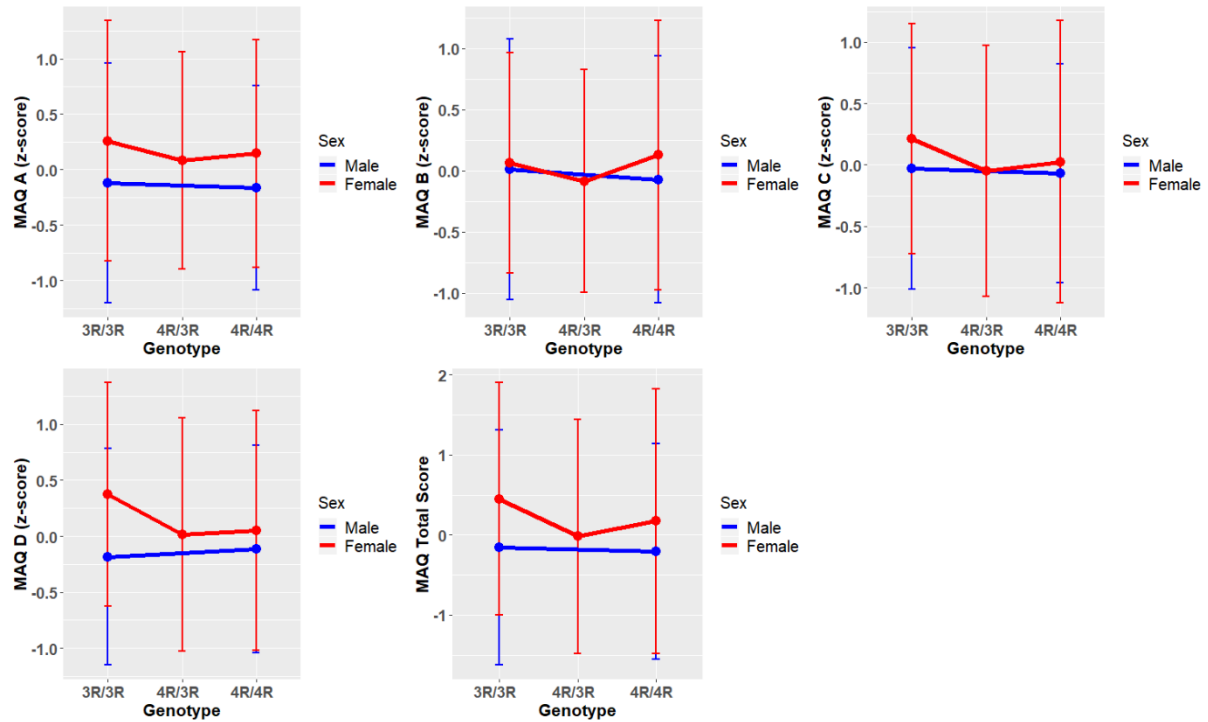 MAQ A (z-score)
1.0
0.5
0.0
-0.5
-1.0
3R/3R 4R/3R 4R/4R
Genotype
Sex
Male
Female
MAQ B (z-score)
1.0
0.5
0.0
-0.5
-1.0
3R/3R 4R/3R 4R/4R
Genotype
Sex
Male
Female
MAQ C (z-score)
1.0
0.5
0.0
-0.5
-1.0
3R/3R 4R/3R 4R/4R
Genotype
Sex
Male
Female
MAQ D (z-score)
1.0
0.5
0.0
-0.5
-1.0
3R/3R 4R/3R 4R/4R
Genotype
Sex
Male
Female
MAQ Total Score
2
1
0
-1
3R/3R 4R/3R 4R/4R
Genotype
Sex
Male
Female